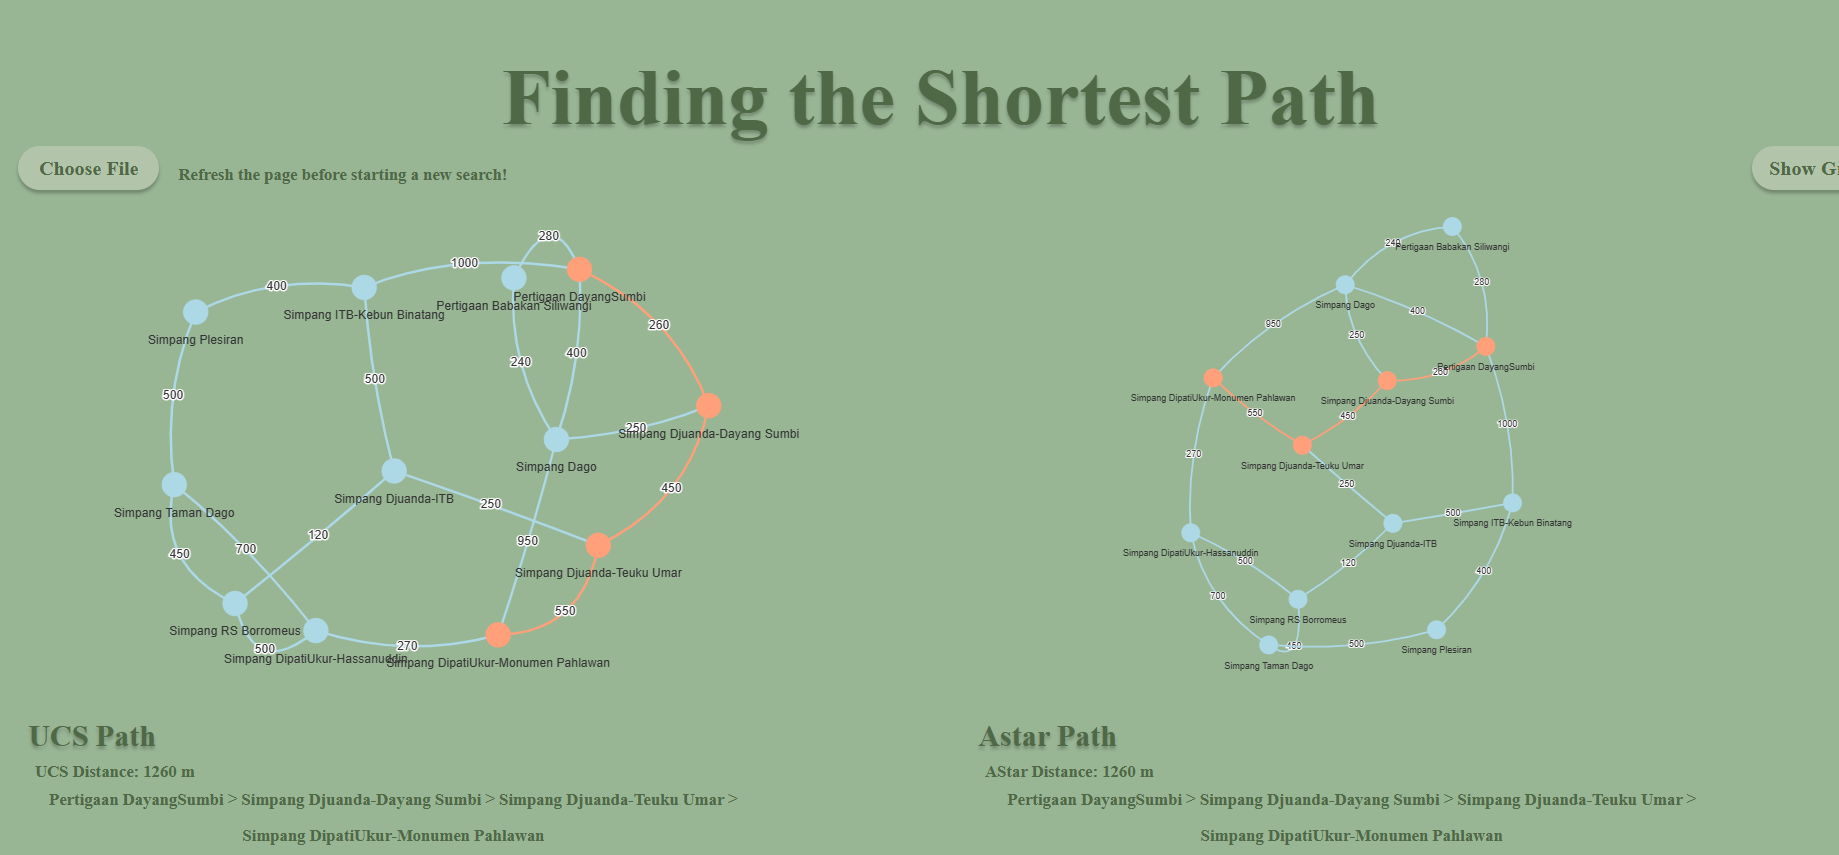 Finding the Shortest Path
Choose File
Refresh the page before starting a new search!
Show Gr
280
1000
400
Pertigaan DayangSumbi
Pertigaan Babakan Siliwangi
Simpang ITB-Kebun Binatang
260
Simpang Plesiran
400
240
500
500
250
Simpang Djuanda-Dayang Sumbi
Simpang Dago
450
Simpang Djuanda-ITB
250
Simpang Taman Dago
120
950
700
450
Simpang Djuanda-Teuku Umar
550
Simpang RS Borromeus
270
500
Simpang DipatiUkur-Hassanuddin
Simpang DipatiUkur-Monumen Pahlawan
240
Pertigaan Babakan Siliwangi
280
Simpang Dago
400
950
250
Pertigaan DayangSumbi
260
Simpang DipatiUkur-Monumen Pahlawan
Simpang Djuanda-Dayang Sumbi
550
450
1000
270
Simpang Djuanda-Teuku Umar
250
500
Simpang ITB-Kebun Binatang
Simpang Djuanda-ITB
Simpang DipatiUkur-Hassanuddin
500
120
400
700
Simpang RS Borromeus
450
500
Simpang Plesiran
Simpang Taman Dago
UCS Path
UCS Distance: 1260 m
Pertigaan DayangSumbi > Simpang Djuanda-Dayang Sumbi > Simpang Djuanda-Teuku Umar >
Simpang DipatiUkur-Monumen Pahlawan
Astar Path
AStar Distance: 1260 m
Pertigaan DayangSumbi > Simpang Djuanda-Dayang Sumbi > Simpang Djuanda-Teuku Umar >
Simpang DipatiUkur-Monumen Pahlawan